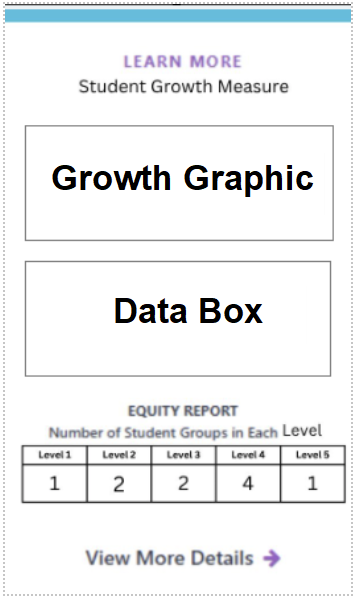 LEARN MORE
Student Growth Measure
Growth Graphic
Data Box
EQUITY REPORT
Number of Student Groups in Each Level
Level 1 Level 2 Level 3 Level 4 Level 5
1 2 2 4 1
View More Details →